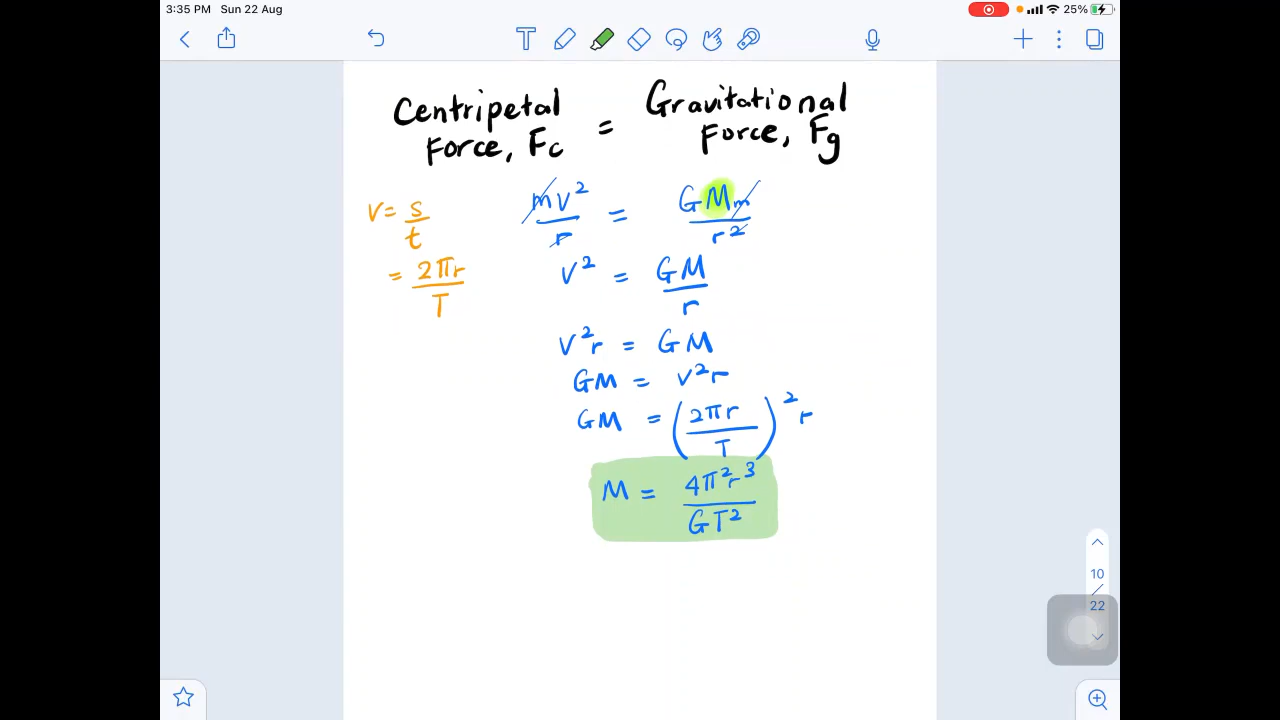 3:35 PM Sun 22 Aug 25%
Centripetal Force, Fc = Gravitational Force, Fg
v = s/t
= 2πr/T
mv²/r = GMm/r²
v² = GM/r
v²r = GM
GM = v²r
GM = (2πr/T)² r
M = 4π²r³/GT²
10
/
22